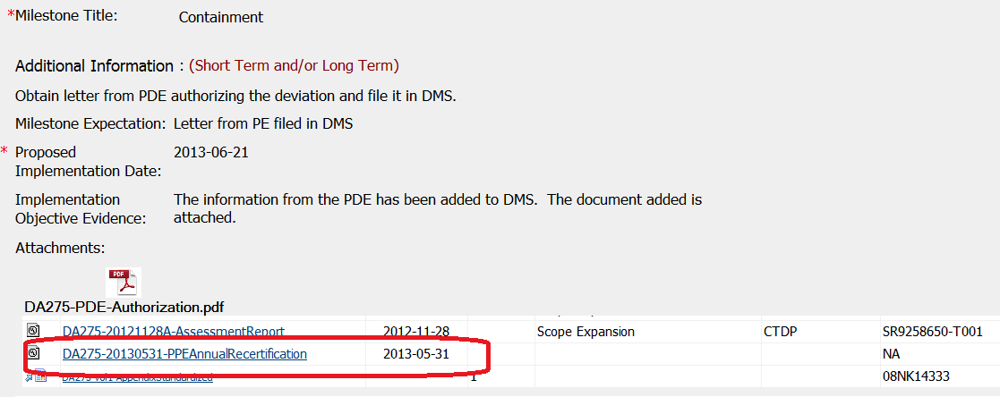 *Milestone Title: Containment
Additional Information : (Short Term and/or Long Term)
Obtain letter from PDE authorizing the deviation and file it in DMS.
Milestone Expectation: Letter from PE filed in DMS
* Proposed 2013-06-21
Implementation Date:
Implementation The information from the PDE has been added to DMS. The document added is
Objective Evidence: attached.
Attachments:
PDF
DA275-PDE-Authorization.pdf
DA275-20121128A-AssessmentReport 2012-11-28 Scope Expansion CTDP SR9258650-T001
DA275-20130531-PPEAnnualRecertification 2013-05-31 NA
1 08NK14333